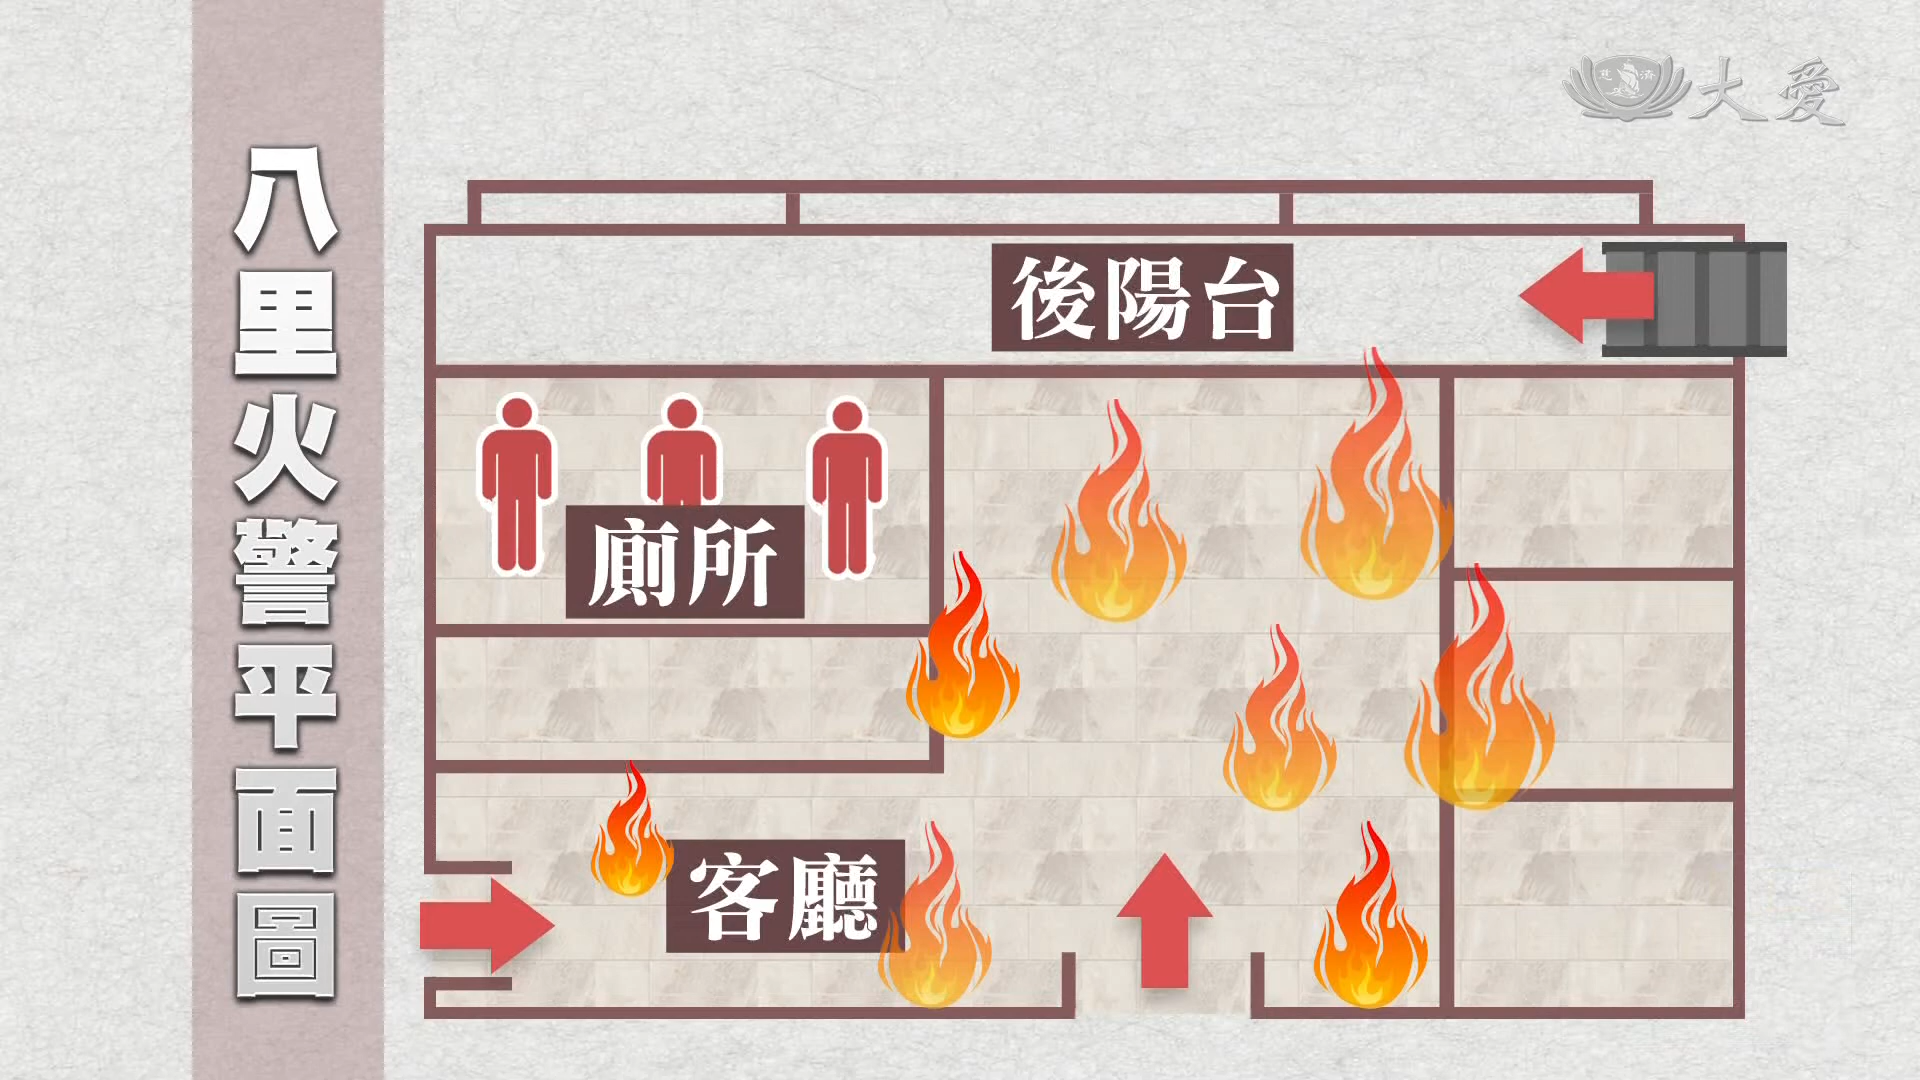 八里火警平面圖
大愛
後陽台
廁所
客廳